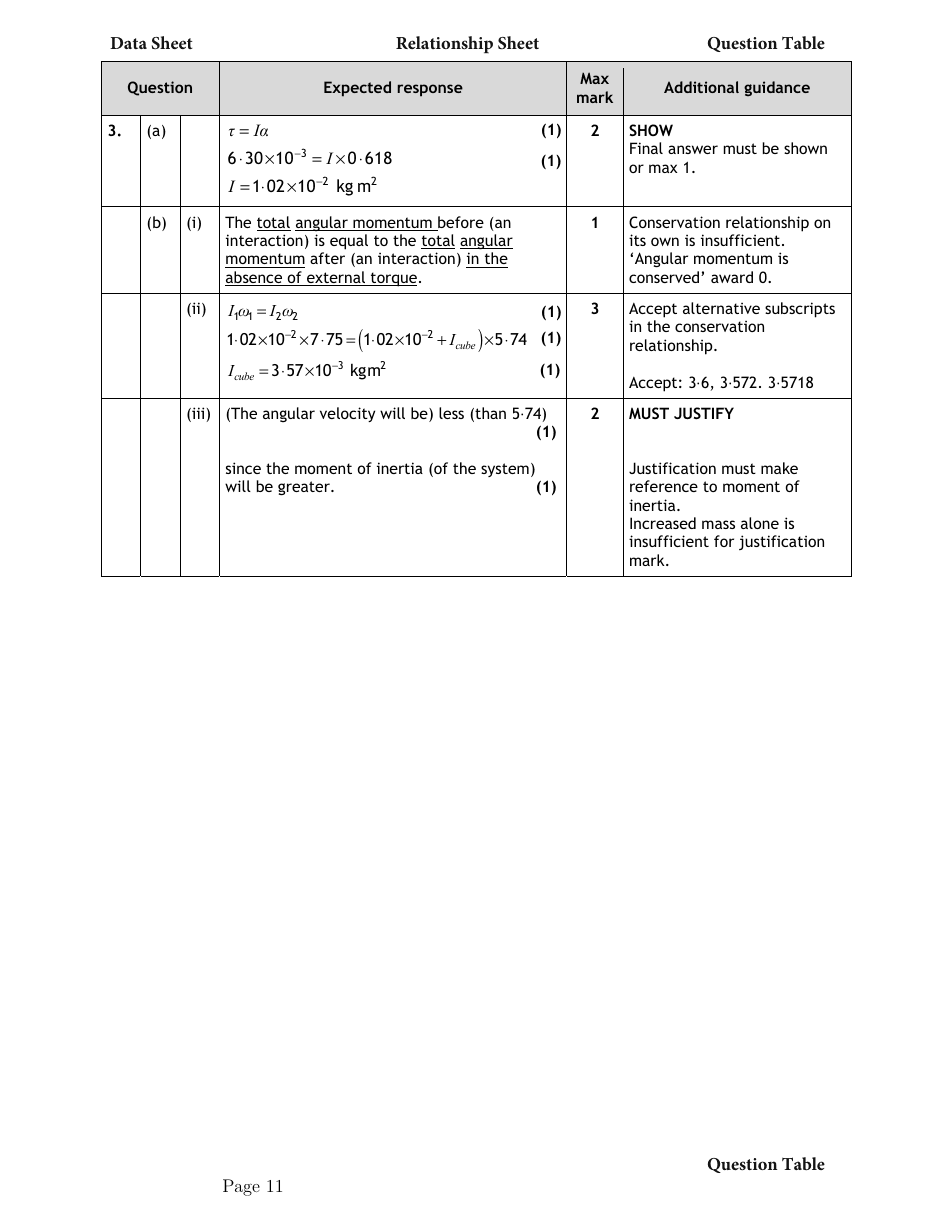 Data Sheet Relationship Sheet Question Table
Question Expected response Max mark Additional guidance
3. (a) τ = Iα (1) 2 SHOW
Final answer must be shown
or max 1.
6·30×10⁻³ = I×0·618 (1)
I = 1·02×10⁻² kg m²
(b) (i) The total angular momentum before (an
interaction) is equal to the total angular
momentum after (an interaction) in the
absence of external torque.
1
Conservation relationship on
its own is insufficient.
‘Angular momentum is
conserved’ award 0.
(ii) I₁ω₁ = I₂ω₂ (1)
1·02×10⁻² ×7·75 = (1·02×10⁻² + I_cube)×5·74 (1)
I_cube = 3·57×10⁻³ kgm² (1)
3
Accept alternative subscripts
in the conservation
relationship.
Accept: 3·6, 3·572. 3·5718
(iii) (The angular velocity will be) less (than 5·74)
(1)
since the moment of inertia (of the system)
will be greater. (1)
2
MUST JUSTIFY
Justification must make
reference to moment of
inertia.
Increased mass alone is
insufficient for justification
mark.
Question Table
Page 11